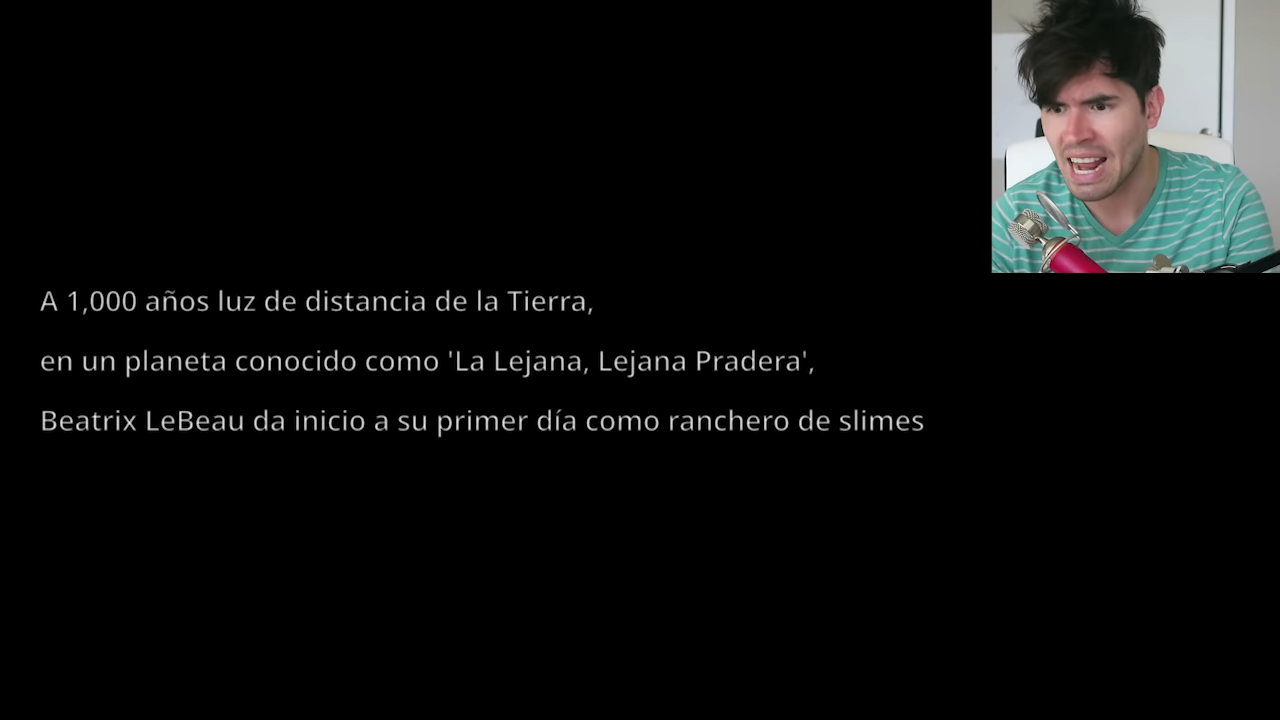 A 1,000 años luz de distancia de la Tierra,
en un planeta conocido como 'La Lejana, Lejana Pradera',
Beatrix LeBeau da inicio a su primer día como ranchero de slimes